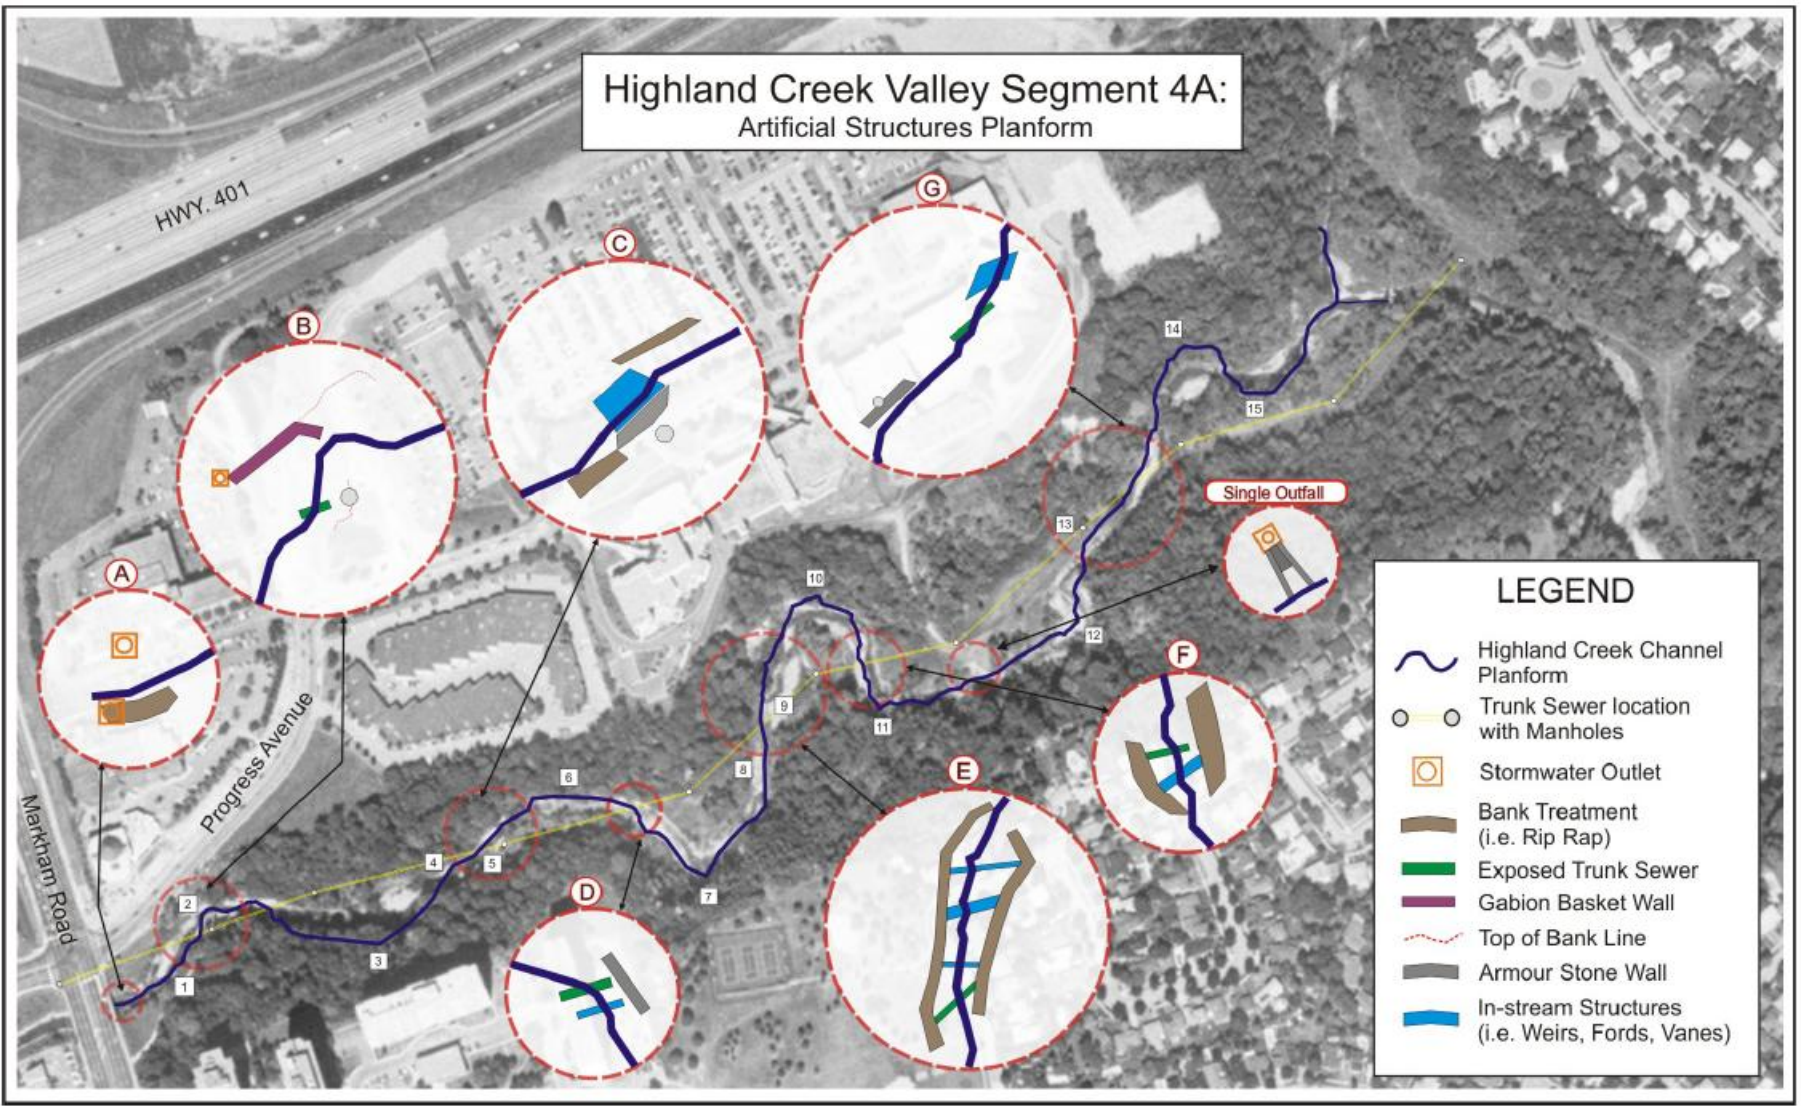 Highland Creek Valley Segment 4A:
Artificial Structures Planform
HWY. 401
G
C
B
14
15
Single Outfall
A
13
10
12
F
Progress Avenue
9
11
8
E
6
Markham Road
4
5
D
7
2
3
1
LEGEND
Highland Creek Channel
Planform
Trunk Sewer location
with Manholes
Stormwater Outlet
Bank Treatment
(i.e. Rip Rap)
Exposed Trunk Sewer
Gabion Basket Wall
Top of Bank Line
Armour Stone Wall
In-stream Structures
(i.e. Weirs, Fords, Vanes)